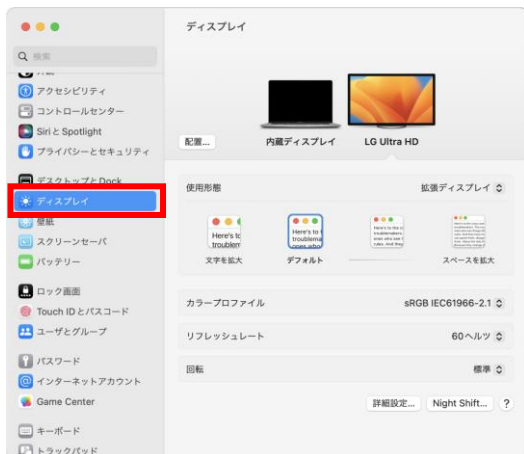 ディスプレイ
検索
アクセシビリティ
コントロールセンター
Siri と Spotlight
プライバシーとセキュリティ
デスクトップと Dock
ディスプレイ
壁紙
スクリーンセーバ
バッテリー
ロック画面
Touch ID とパスコード
ユーザとグループ
パスワード
インターネットアカウント
Game Center
キーボード
トラックパッド
配置...
内蔵ディスプレイ
LG Ultra HD
使用形態
拡張ディスプレイ
Here's to
troublem
Here's to t
troublema
ones who
文字を拡大
デフォルト
スペースを拡大
カラープロファイル
sRGB IEC61966-2.1
リフレッシュレート
60ヘルツ
回転
標準
詳細設定...
Night Shift...
?